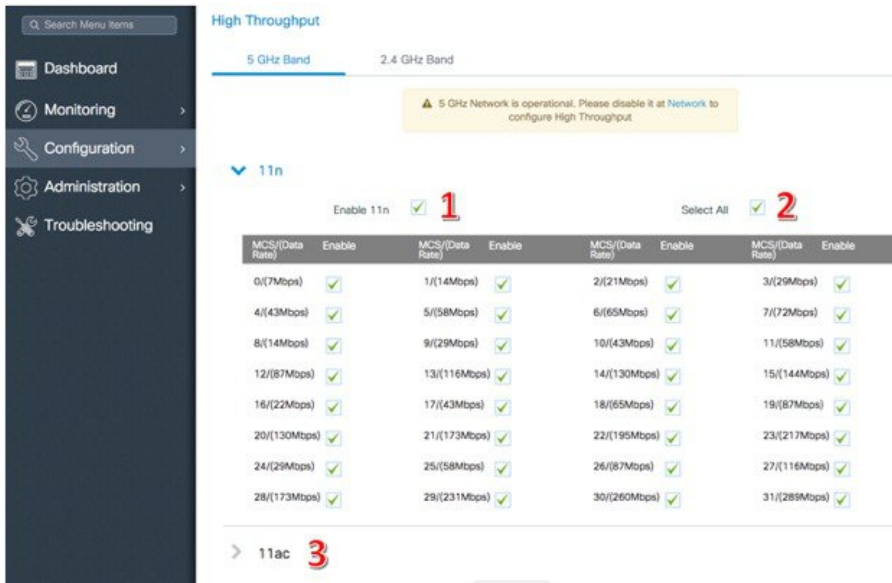 Search Menu Items
Dashboard
Monitoring
Configuration
Administration
Troubleshooting
High Throughput
5 GHz Band 2.4 GHz Band
5 GHz Network is operational. Please disable it at Network to
configure High Throughput
11n
Enable 11n 1 Select All 2
MCS/(Data Rate) Enable MCS/(Data Rate) Enable MCS/(Data Rate) Enable MCS/(Data Rate) Enable
0/(7Mbps) 1/(14Mbps) 2/(21Mbps) 3/(29Mbps)
4/(43Mbps) 5/(58Mbps) 6/(65Mbps) 7/(72Mbps)
8/(14Mbps) 9/(29Mbps) 10/(43Mbps) 11/(58Mbps)
12/(87Mbps) 13/(116Mbps) 14/(130Mbps) 15/(144Mbps)
16/(22Mbps) 17/(43Mbps) 18/(65Mbps) 19/(87Mbps)
20/(130Mbps) 21/(173Mbps) 22/(195Mbps) 23/(217Mbps)
24/(29Mbps) 25/(58Mbps) 26/(87Mbps) 27/(116Mbps)
28/(173Mbps) 29/(231Mbps) 30/(260Mbps) 31/(289Mbps)
11ac 3